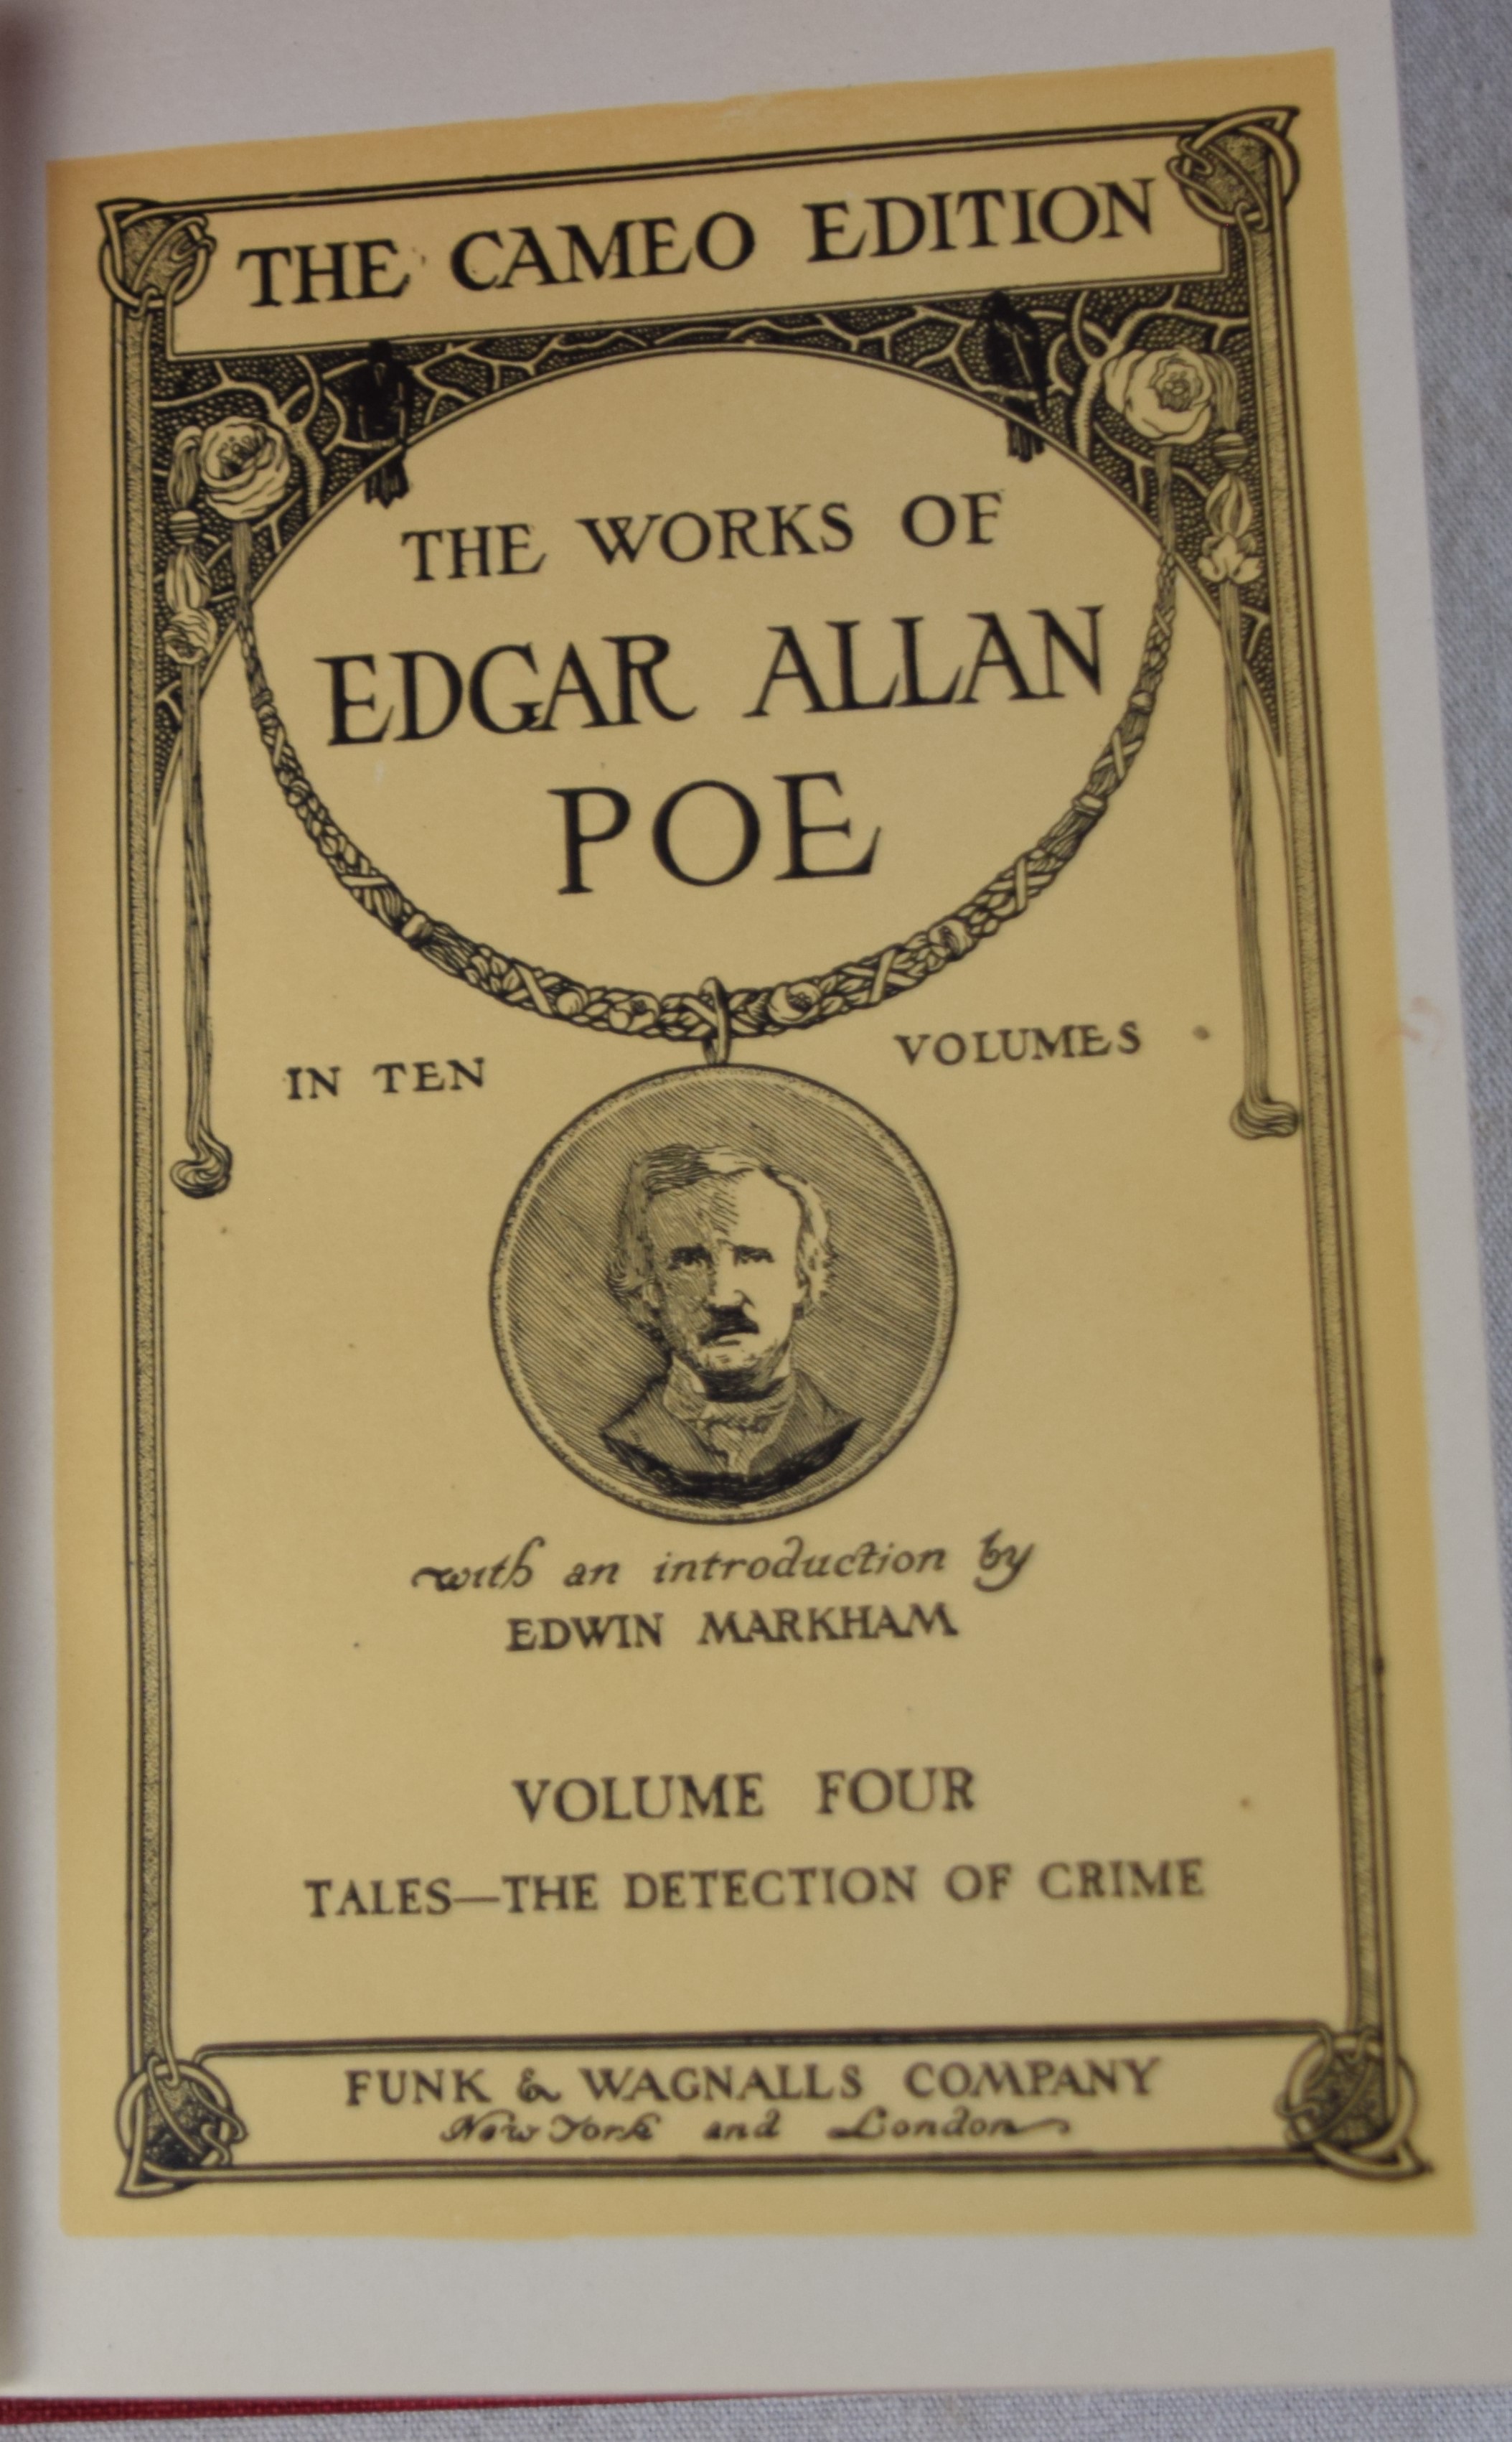 THE CAMEO EDITION
THE WORKS OF
EDGAR ALLAN
POE
IN TEN VOLUMES
with an introduction by
EDWIN MARKHAM
VOLUME FOUR
TALES—THE DETECTION OF CRIME
FUNK & WAGNALLS COMPANY
New York and London